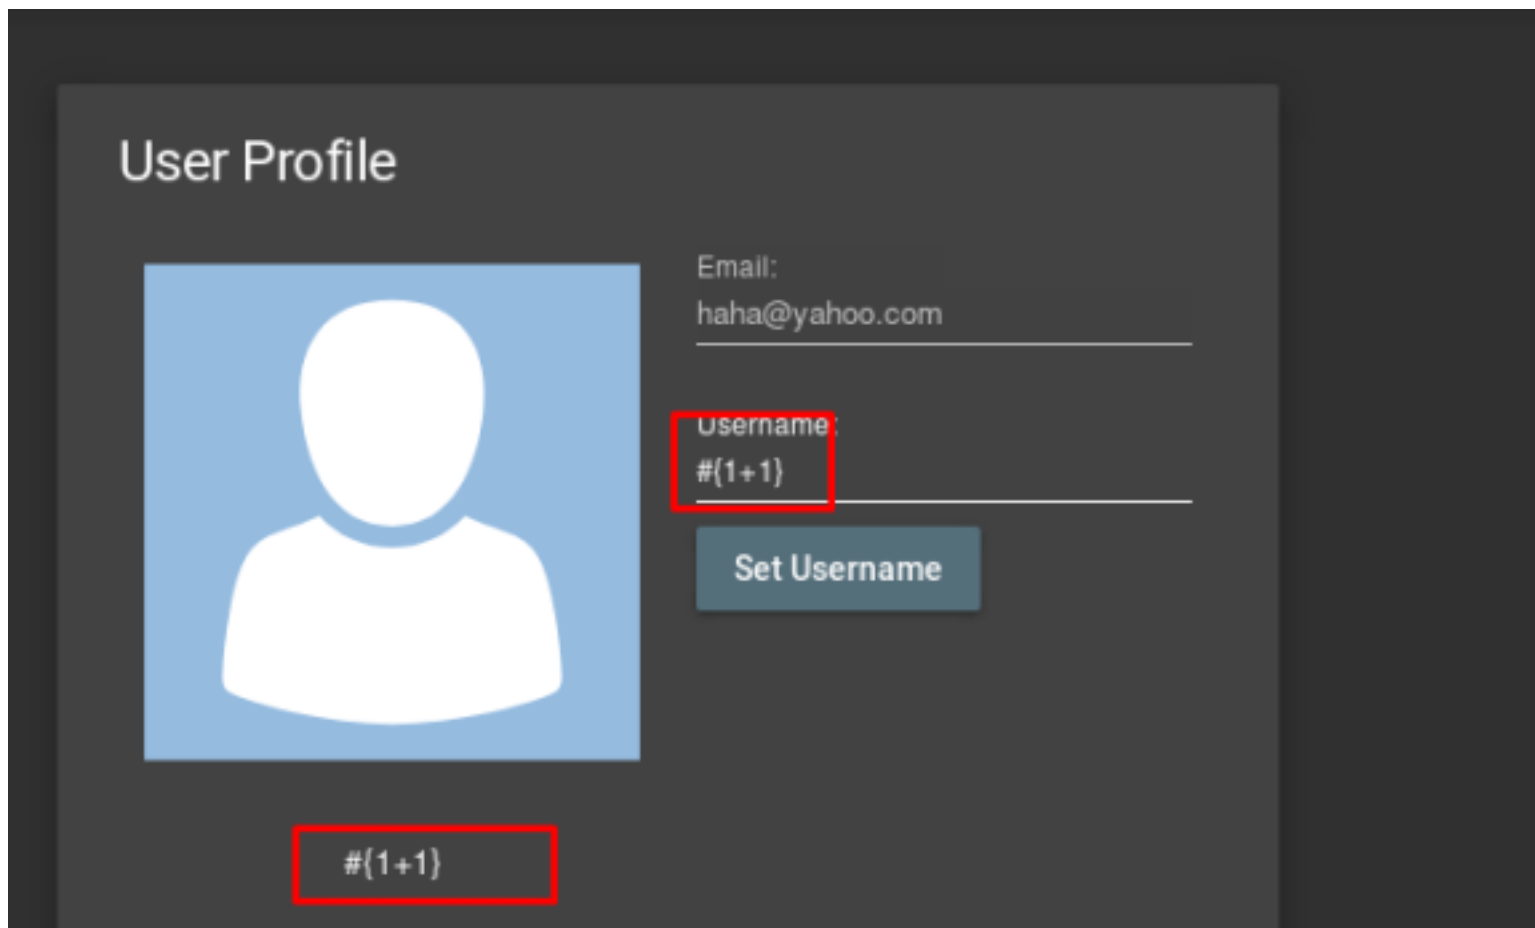 User Profile
Email:
haha@yahoo.com
Username:
#{1+1}
Set Username
#{1+1}